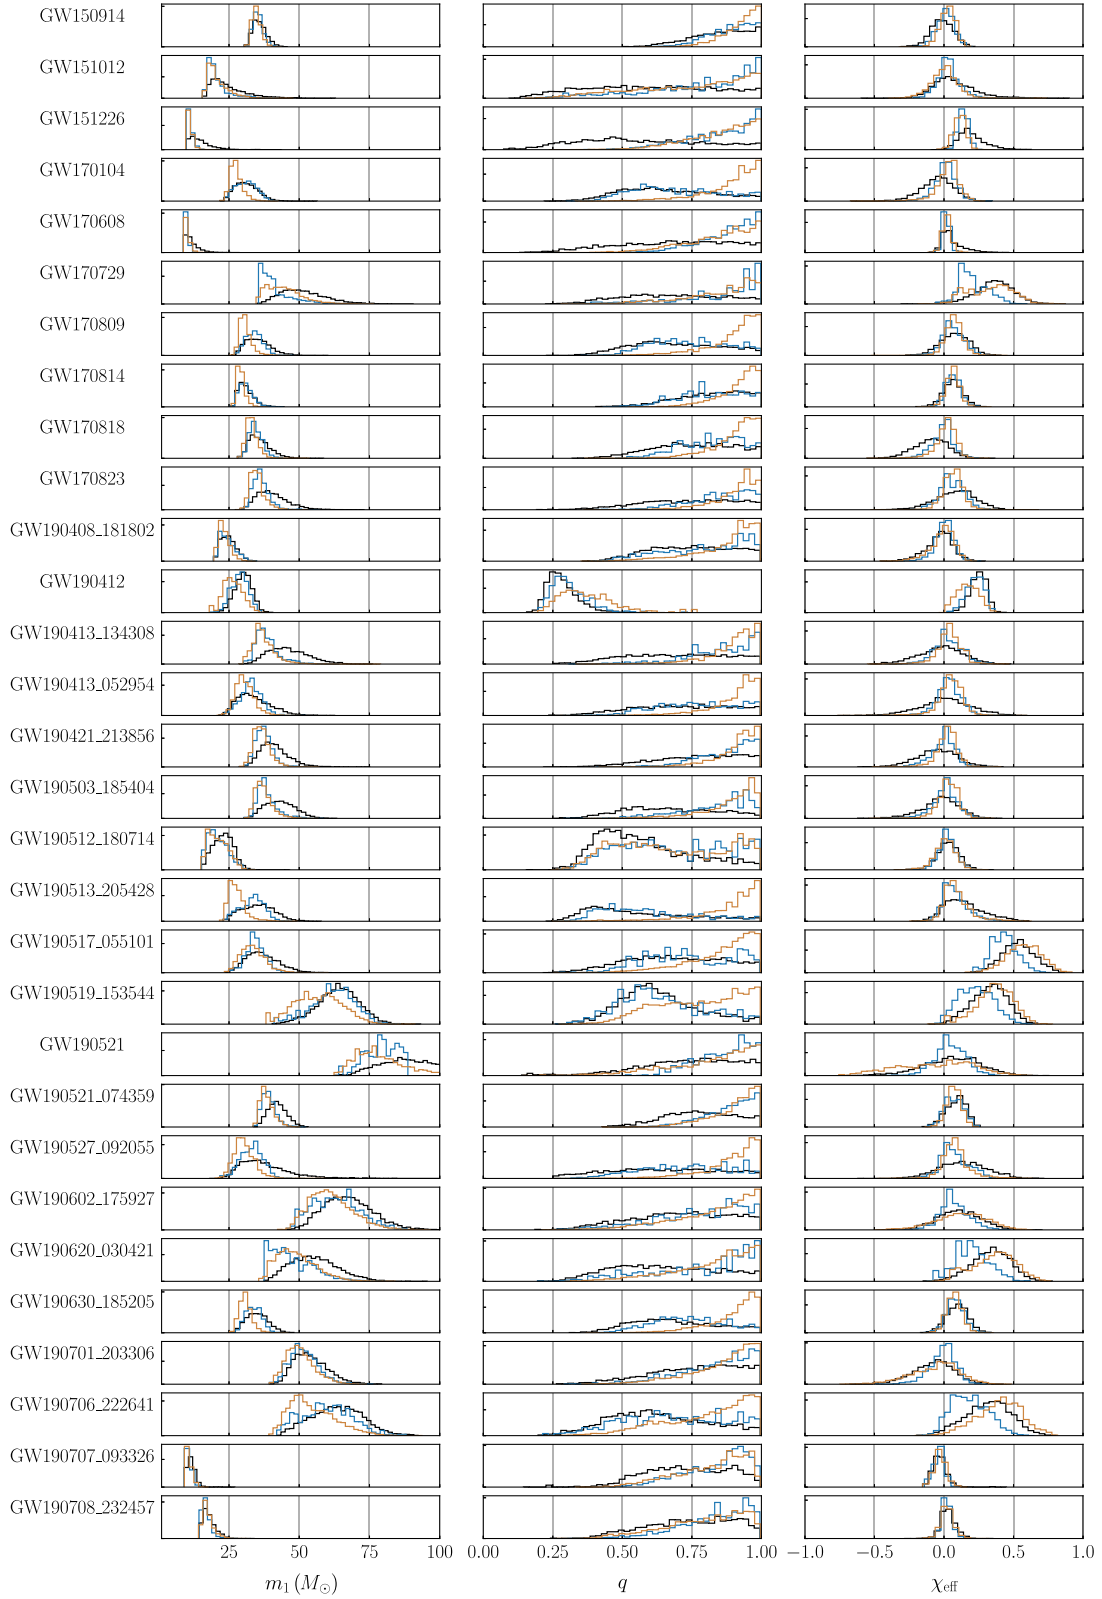 GW150914
GW151012
GW151226
GW170104
GW170608
GW170729
GW170809
GW170814
GW170818
GW170823
GW190408_181802
GW190412
GW190413_134308
GW190413_052954
GW190421_213856
GW190503_185404
GW190512_180714
GW190513_205428
GW190517_055101
GW190519_153544
GW190521
GW190521_074359
GW190527_092055
GW190602_175927
GW190620_030421
GW190630_185205
GW190701_203306
GW190706_222641
GW190707_093326
GW190708_232457
25 50 75 100 0.00 0.25 0.50 0.75 1.00 −1.0 −0.5 0.0 0.5 1.0
m₁ (M⊙) q χeff